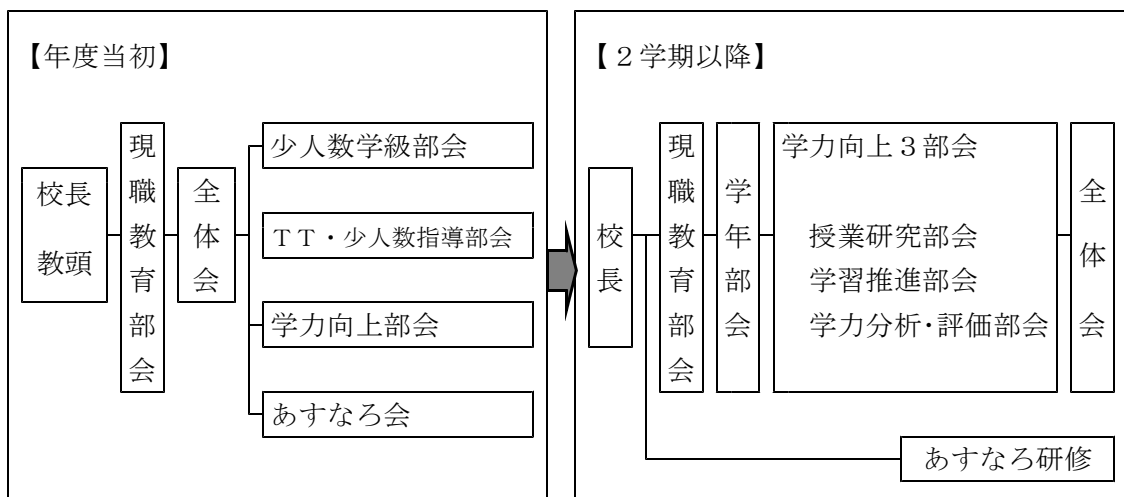 【年度当初】
校長
教頭
現職教育部会
全体会
少人数学級部会
ＴＴ・少人数指導部会
学力向上部会
あすなろ会
【２学期以降】
校長
現職教育部会
学年部会
学力向上３部会
授業研究部会
学習推進部会
学力分析・評価部会
全体会
あすなろ研修